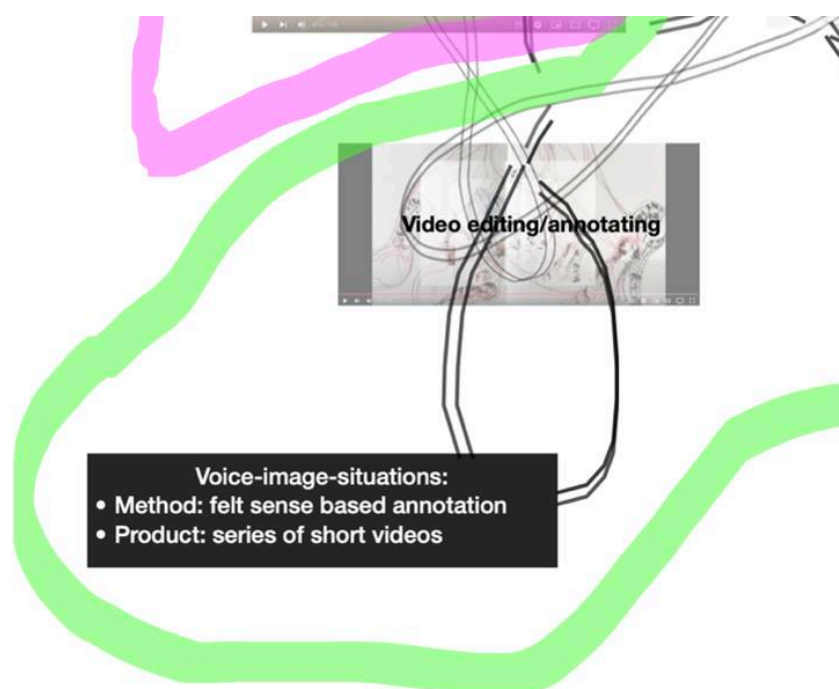 Video editing/annotating
Voice-image-situations:
• Method: felt sense based annotation
• Product: series of short videos